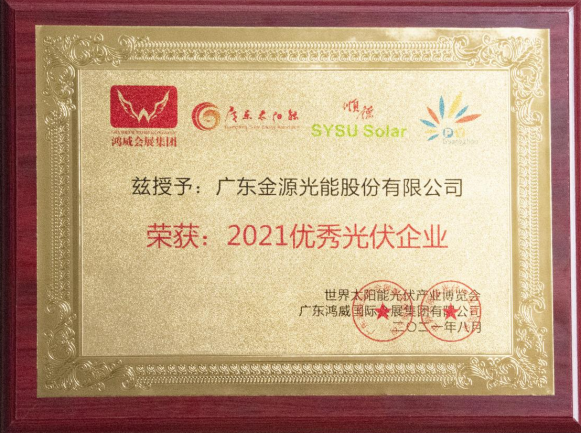 鸿威会展集团
广东太阳能
顺德
SYSU Solar
PV
兹授予：广东金源光能股份有限公司
荣获：2021优秀光伏企业
世界太阳能光伏产业博览会
广东鸿威国际会展集团有限公司
二〇二一年八月